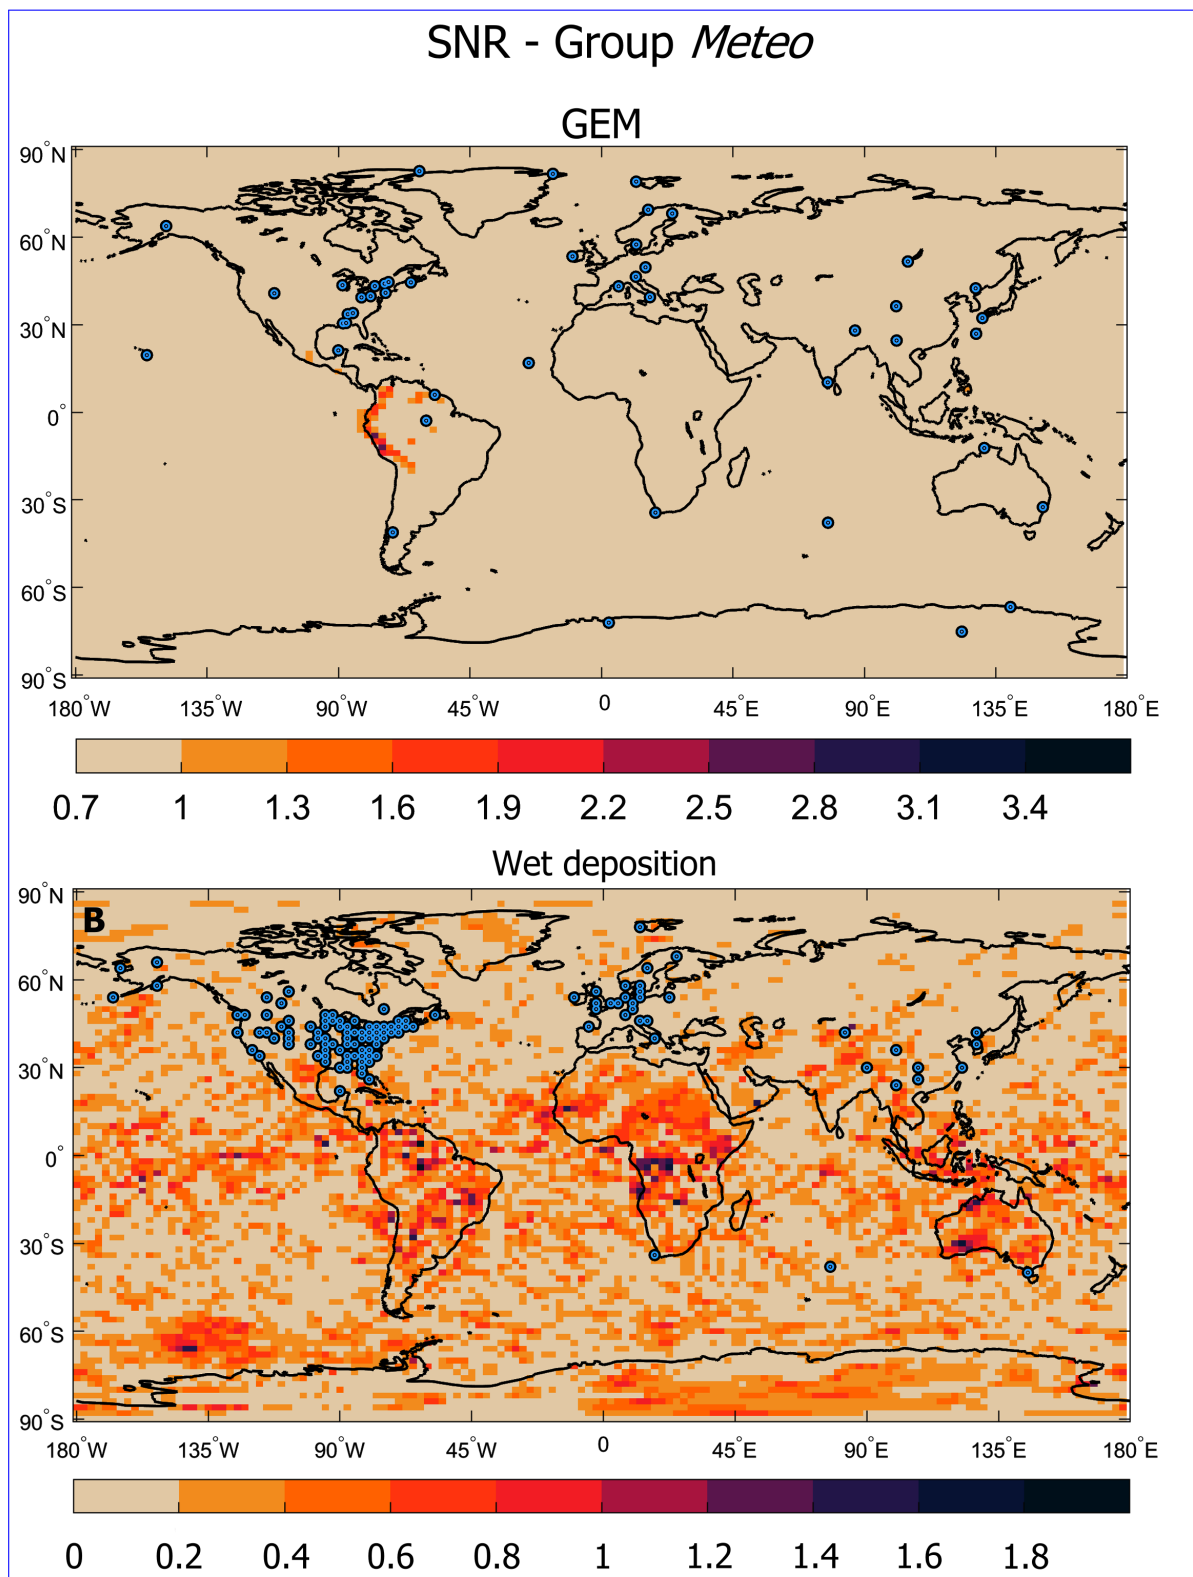 SNR - Group Meteo
GEM
90°N
60°N
30°N
0°
30°S
60°S
90°S
180°W 135°W 90°W 45°W 0 45°E 90°E 135°E 180°E
0.7 1 1.3 1.6 1.9 2.2 2.5 2.8 3.1 3.4
Wet deposition
B
90°N
60°N
30°N
0°
30°S
60°S
90°S
180°W 135°W 90°W 45°W 0 45°E 90°E 135°E 180°E
0 0.2 0.4 0.6 0.8 1 1.2 1.4 1.6 1.8